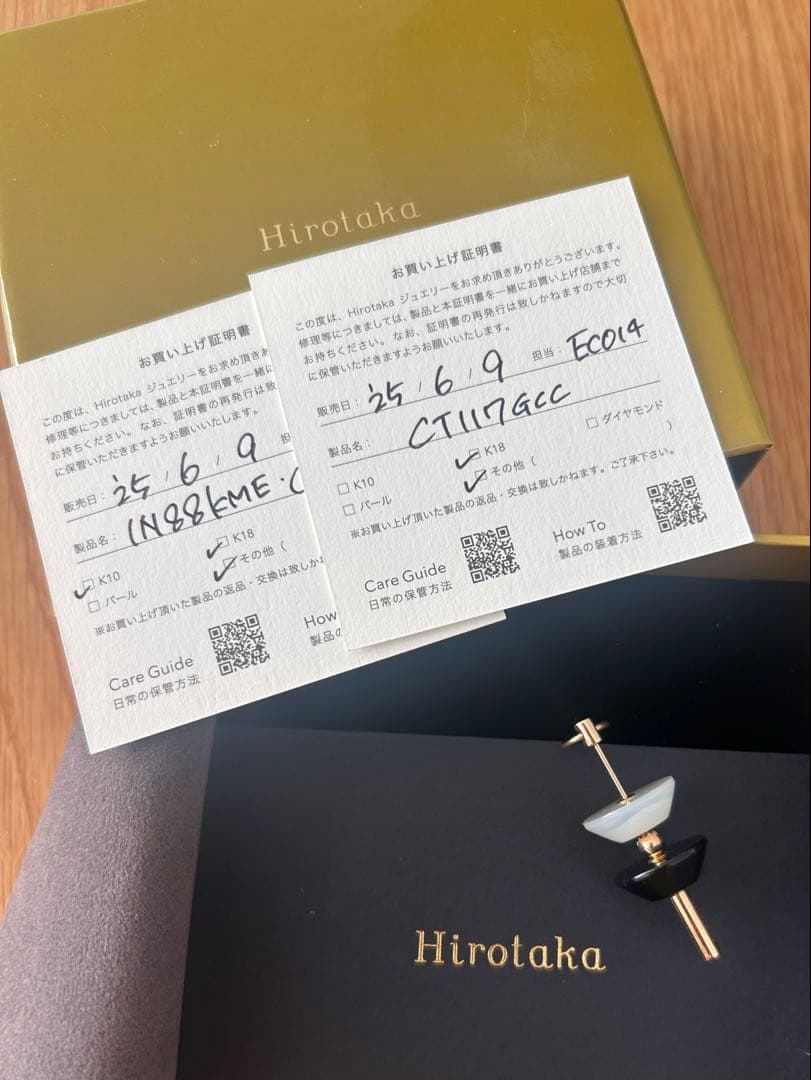 Hirotaka
お買い上げ証明書
この度は、Hirotaka ジュエリーをお求め頂きありがとうございます。
修理等につきましては、製品と本証明書を一緒にお買い上げ店舗まで
お持ちください。なお、証明書の再発行は致しかねますので大切
に保管いただきますようお願いいたします。
販売日: '25 / 6 / 9 担当: EC014
製品名: CT117GCC
□ K10 ☑ K18 □ ダイヤモンド
□ パール ☑ その他 ( )
※お買い上げ頂いた製品の返品・交換は致しかねます。ご了承下さい。
Care Guide
日常の保管方法
How To
製品の装着方法
お買い上げ証明書
この度は、Hirotaka ジュエリーをお求め頂きあ
修理等につきましては、製品と本証明書を一緒に
お持ちください。なお、証明書の再発行は致
に保管いただきますようお願いいたします。
販売日: '25 / 6 / 9 担
製品名: IN88KME・C
☑ K10 ☑ K18
□ パール ☑ その他 (
※お買い上げ頂いた製品の返品・交換は致しかね
Care Guide
日常の保管方法
How
製品の
Hirotaka